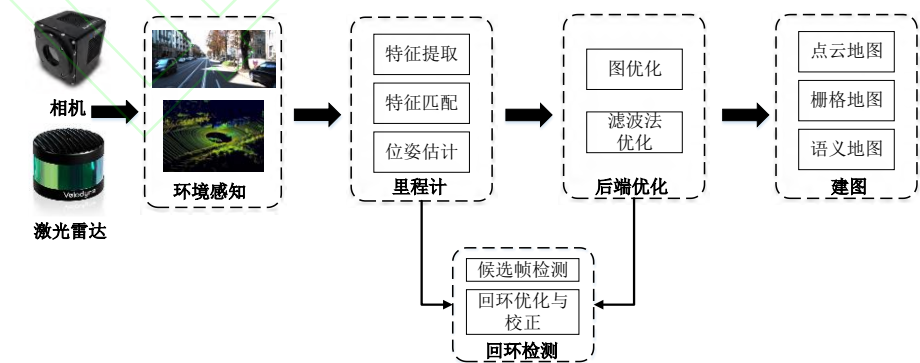 相机
Velodyne
激光雷达
环境感知
特征提取
特征匹配
位姿估计
里程计
图优化
滤波法
优化
后端优化
点云地图
栅格地图
语义地图
建图
候选帧检测
回环优化与
校正
回环检测